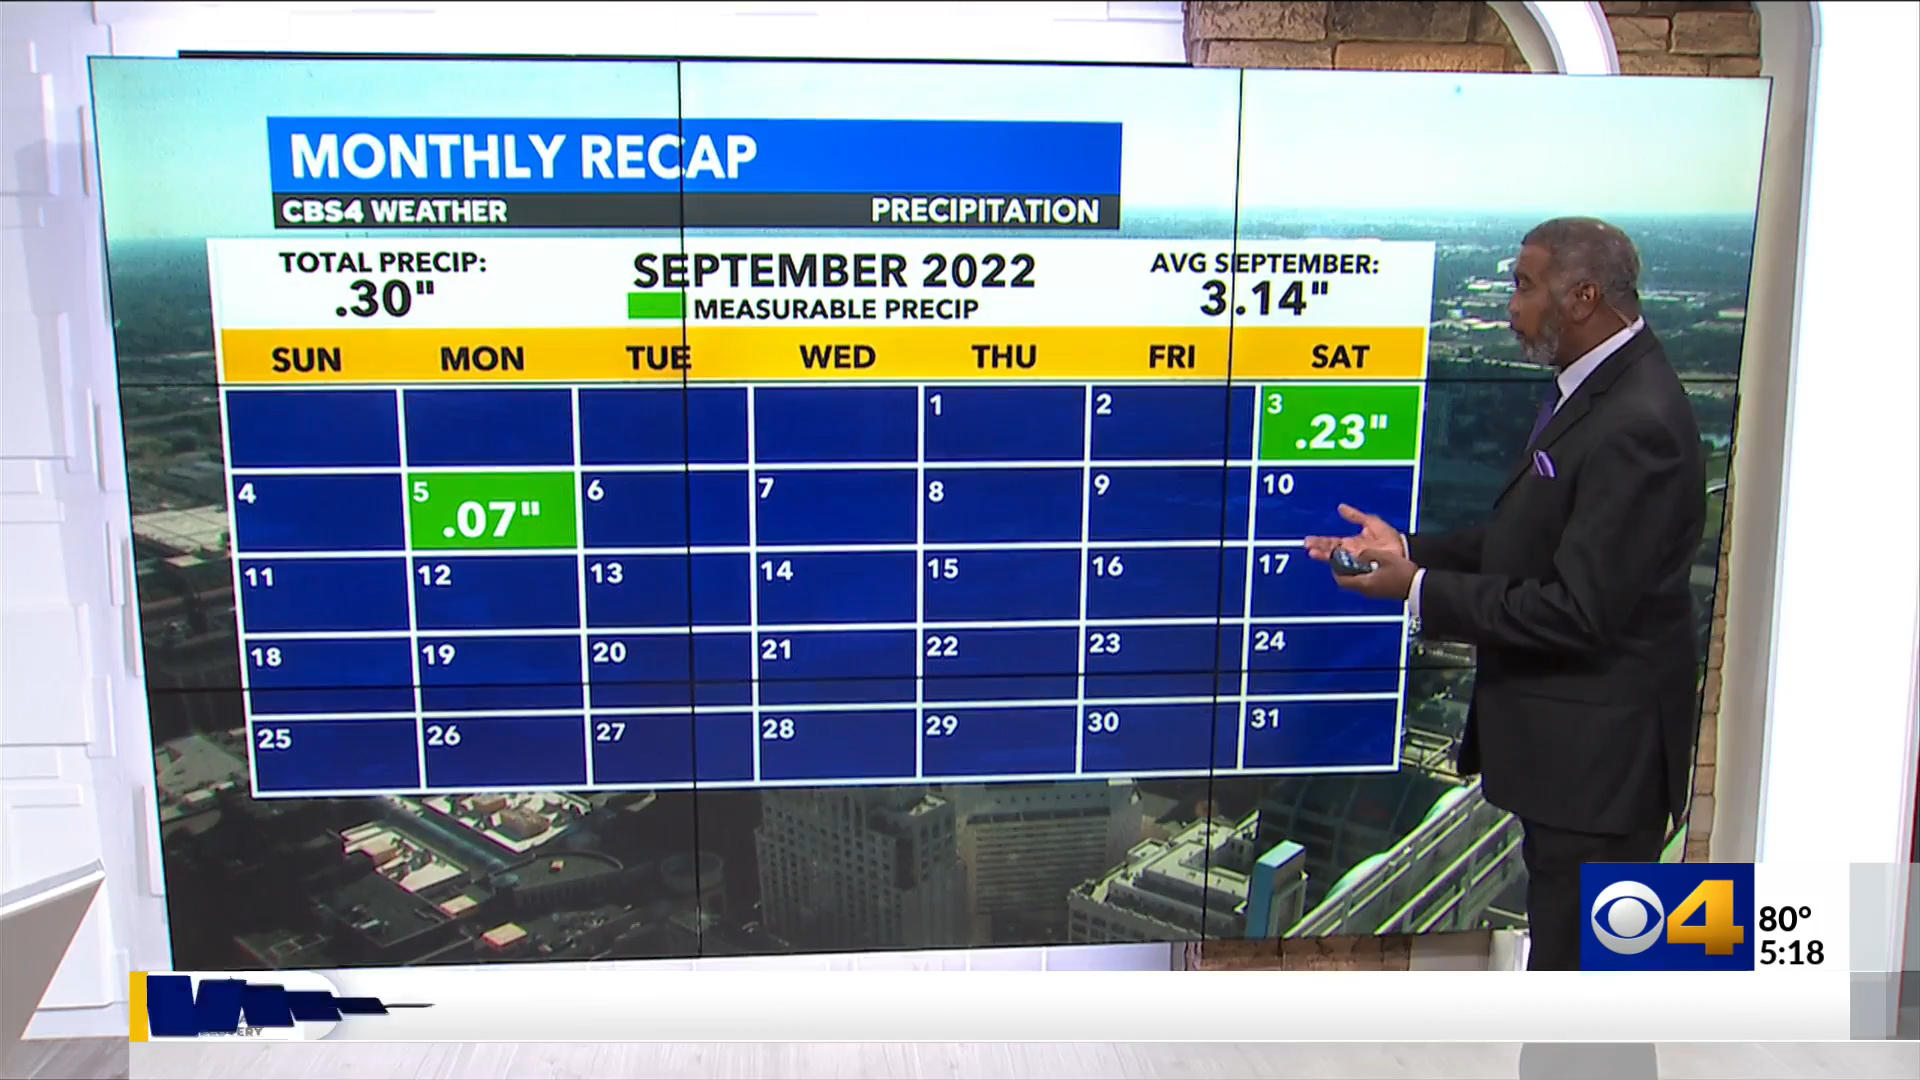 MONTHLY RECAP
CBS4 WEATHER PRECIPITATION
TOTAL PRECIP: SEPTEMBER 2022 AVG SEPTEMBER:
.30" MEASURABLE PRECIP 3.14"
SUN MON TUE WED THU FRI SAT
1 2 3 .23"
4 5 .07" 6 7 8 9 10
11 12 13 14 15 16 17
18 19 20 21 22 23 24
25 26 27 28 29 30 31
4 80°
5:18